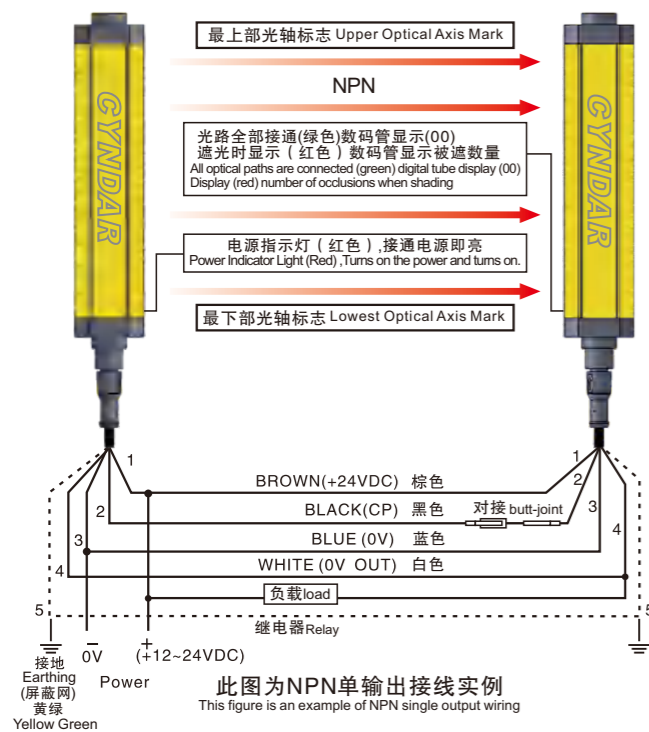 最上部光轴标志 Upper Optical Axis Mark
NPN
CYNDAR
CYNDAR
光路全部接通(绿色)数码管显示(00)
遮光时显示（红色）数码管显示被遮数量
All optical paths are connected (green) digital tube display (00)
Display (red) number of occlusions when shading
电源指示灯（红色）,接通电源即亮
Power Indicator Light (Red) ,Turns on the power and turns on.
最下部光轴标志 Lowest Optical Axis Mark
1
1
BROWN(+24VDC) 棕色
2
2
BLACK(CP) 黑色
对接 butt-joint
3
3
BLUE (0V) 蓝色
4
4
WHITE (0V OUT) 白色
负载load
5
5
继电器Relay
− 0V
+ (+12~24VDC)
Power
接地
Earthing
(屏蔽网)
黄绿
Yellow Green
此图为NPN单输出接线实例
This figure is an example of NPN single output wiring